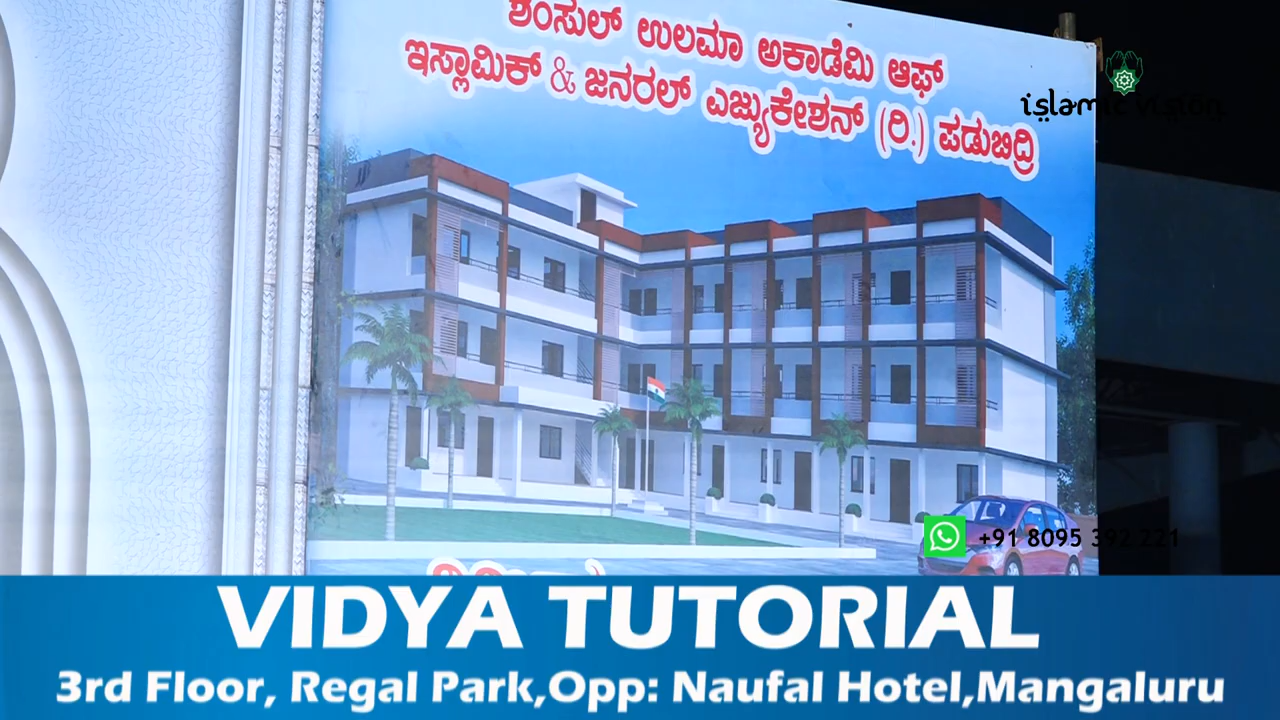 ಶಂಸುಲ್ ಉಲಮಾ ಅಕಾಡೆಮಿ ಆಫ್
ಇಸ್ಲಾಮಿಕ್ & ಜನರಲ್ ಎಜ್ಯುಕೇಶನ್ (ರಿ.) ಪಡುಬಿದ್ರಿ
islamic vision
+91 8095 392 221
VIDYA TUTORIAL
3rd Floor, Regal Park,Opp: Naufal Hotel,Mangaluru